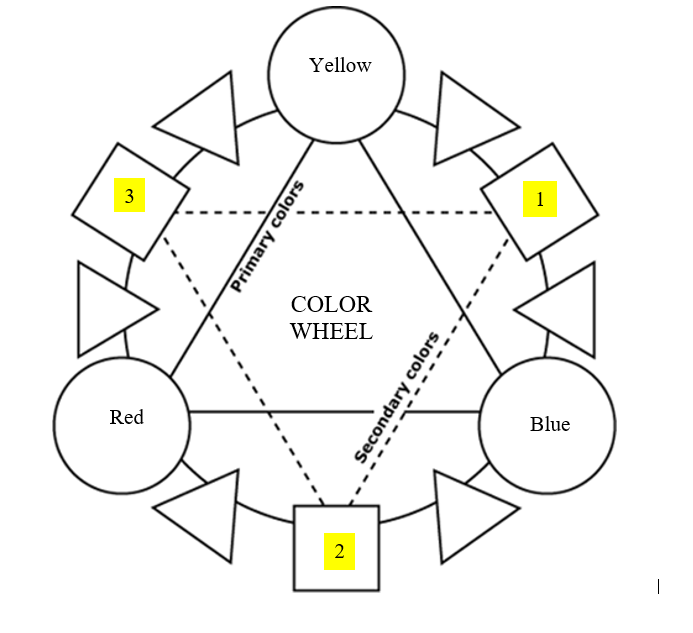 Yellow
3
1
Primary colors
COLOR
WHEEL
Secondary colors
Red
Blue
2